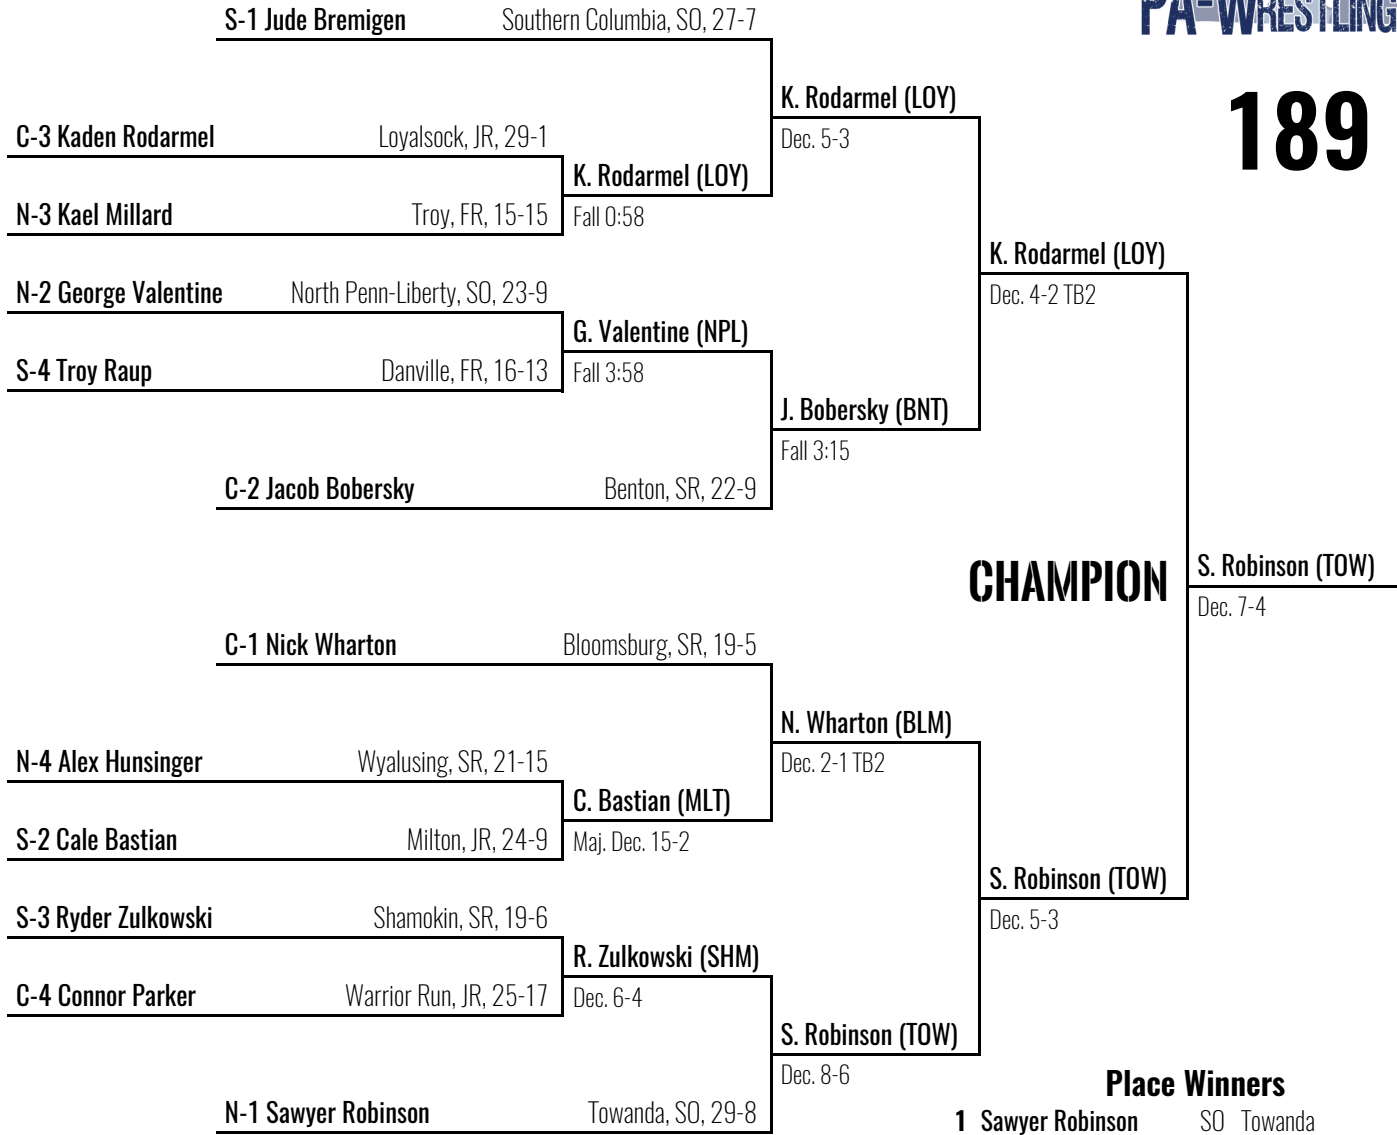 PA-WRESTLING
189
S-1 Jude Bremigen Southern Columbia, SO, 27-7
K. Rodarmel (LOY)
Dec. 5-3
C-3 Kaden Rodarmel Loyalsock, JR, 29-1
K. Rodarmel (LOY)
Fall 0:58
N-3 Kael Millard Troy, FR, 15-15
K. Rodarmel (LOY)
Dec. 4-2 TB2
N-2 George Valentine North Penn-Liberty, SO, 23-9
G. Valentine (NPL)
Fall 3:58
S-4 Troy Raup Danville, FR, 16-13
J. Bobersky (BNT)
Fall 3:15
C-2 Jacob Bobersky Benton, SR, 22-9
CHAMPION
S. Robinson (TOW)
Dec. 7-4
C-1 Nick Wharton Bloomsburg, SR, 19-5
N. Wharton (BLM)
Dec. 2-1 TB2
N-4 Alex Hunsinger Wyalusing, SR, 21-15
C. Bastian (MLT)
Maj. Dec. 15-2
S-2 Cale Bastian Milton, JR, 24-9
S. Robinson (TOW)
Dec. 5-3
S-3 Ryder Zulkowski Shamokin, SR, 19-6
R. Zulkowski (SHM)
Dec. 6-4
C-4 Connor Parker Warrior Run, JR, 25-17
S. Robinson (TOW)
Dec. 8-6
N-1 Sawyer Robinson Towanda, SO, 29-8
Place Winners
1 Sawyer Robinson SO Towanda